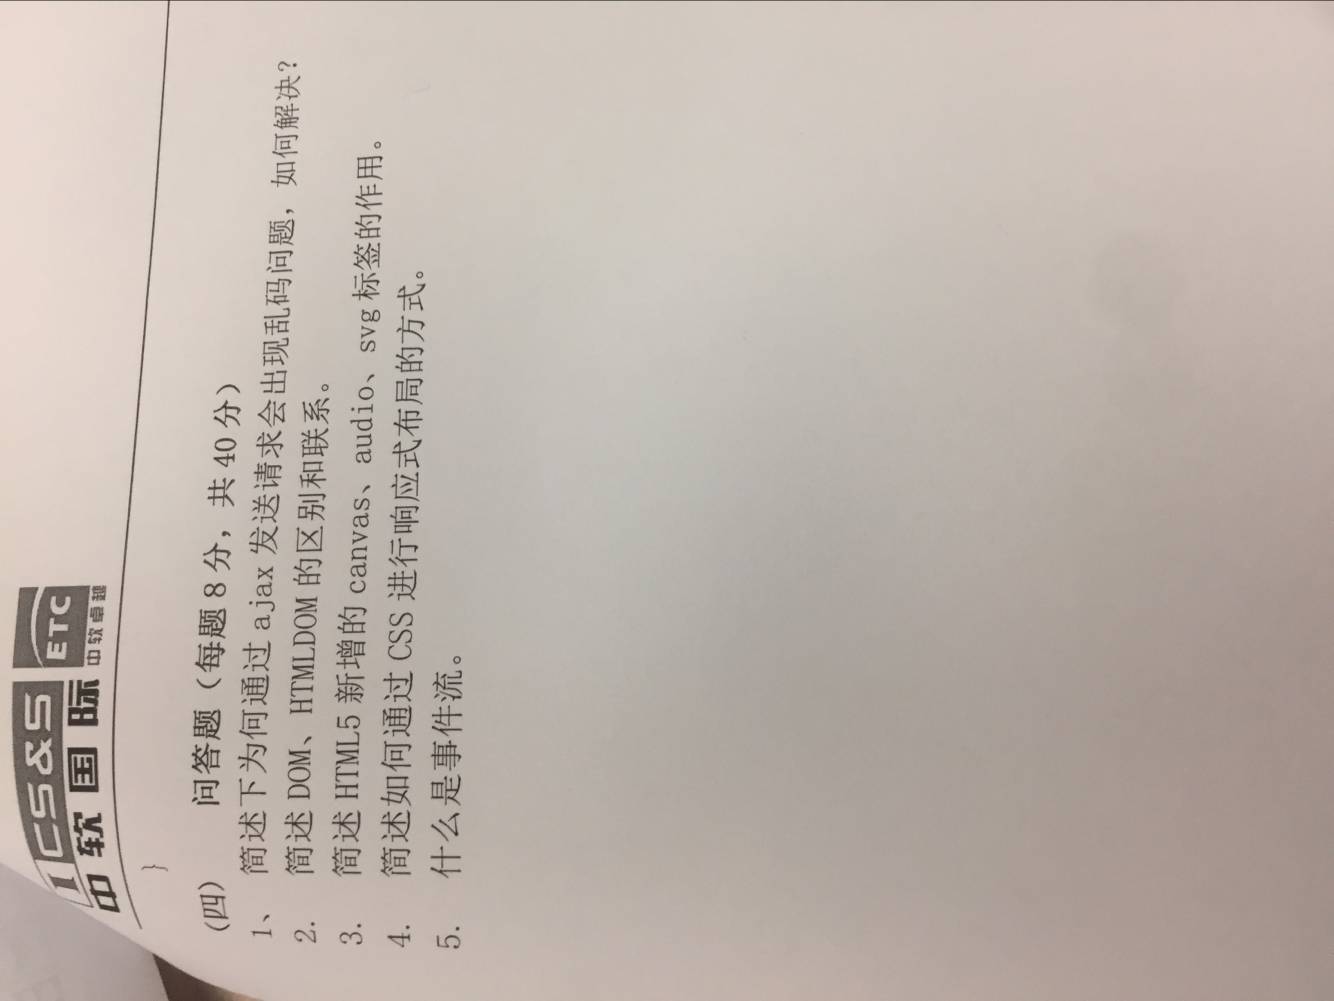 ICS&S ETC
中软国际 中软卓越
}
(四) 问答题（每题 8 分，共 40 分）
1、 简述下为何通过 ajax 发送请求会出现乱码问题，如何解决？
2. 简述 DOM、HTMLDOM 的区别和联系。
3. 简述 HTML5 新增的 canvas、audio、svg 标签的作用。
4. 简述如何通过 CSS 进行响应式布局的方式。
5. 什么是事件流。